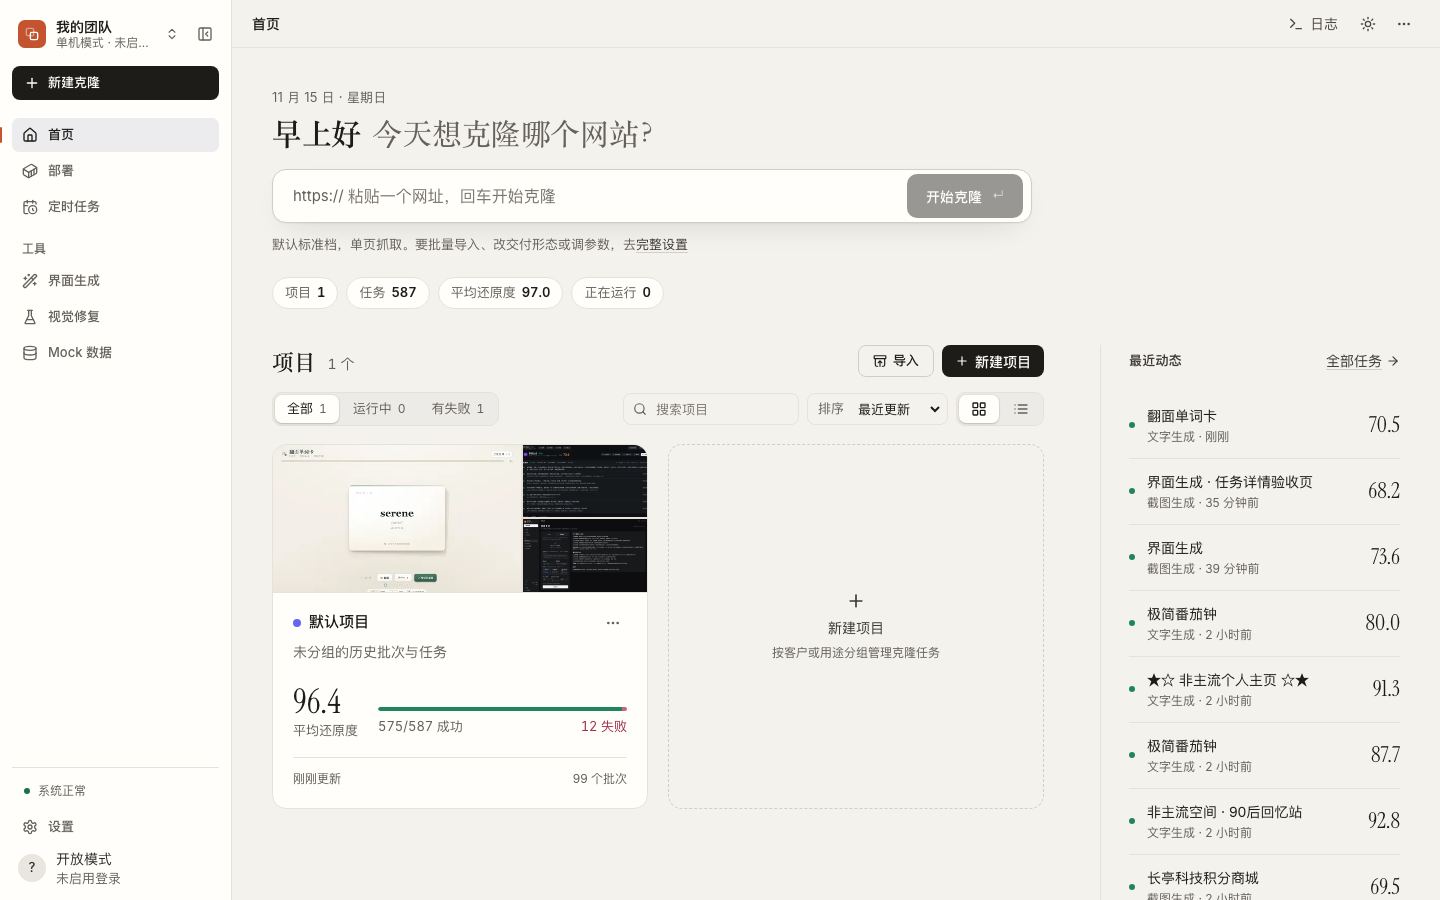 我的团队
单机模式 · 未启...
新建克隆
首页
部署
定时任务
工具
界面生成
视觉修复
Mock 数据
系统正常
设置
?
开放模式
未启用登录
首页
日志
11 月 15 日 · 星期日
早上好 今天想克隆哪个网站?
https:// 粘贴一个网址，回车开始克隆
开始克隆
默认标准档，单页抓取。要批量导入、改交付形态或调参数，去完整设置
项目 1
任务 587
平均还原度 97.0
正在运行 0
项目 1 个
导入
新建项目
全部 1
运行中 0
有失败 1
搜索项目
排序 最近更新
serene
默认项目
未分组的历史批次与任务
96.4
平均还原度
575/587 成功
12 失败
刚刚更新
99 个批次
新建项目
按客户或用途分组管理克隆任务
最近动态
全部任务
翻面单词卡
文字生成 · 刚刚
70.5
界面生成 · 任务详情验收页
截图生成 · 35 分钟前
68.2
界面生成
截图生成 · 39 分钟前
73.6
极简番茄钟
文字生成 · 2 小时前
80.0
★☆ 非主流个人主页 ☆★
文字生成 · 2 小时前
91.3
极简番茄钟
文字生成 · 2 小时前
87.7
非主流空间 · 90后回忆站
文字生成 · 2 小时前
92.8
长亭科技积分商城
截图生成 · 2 小时前
69.5